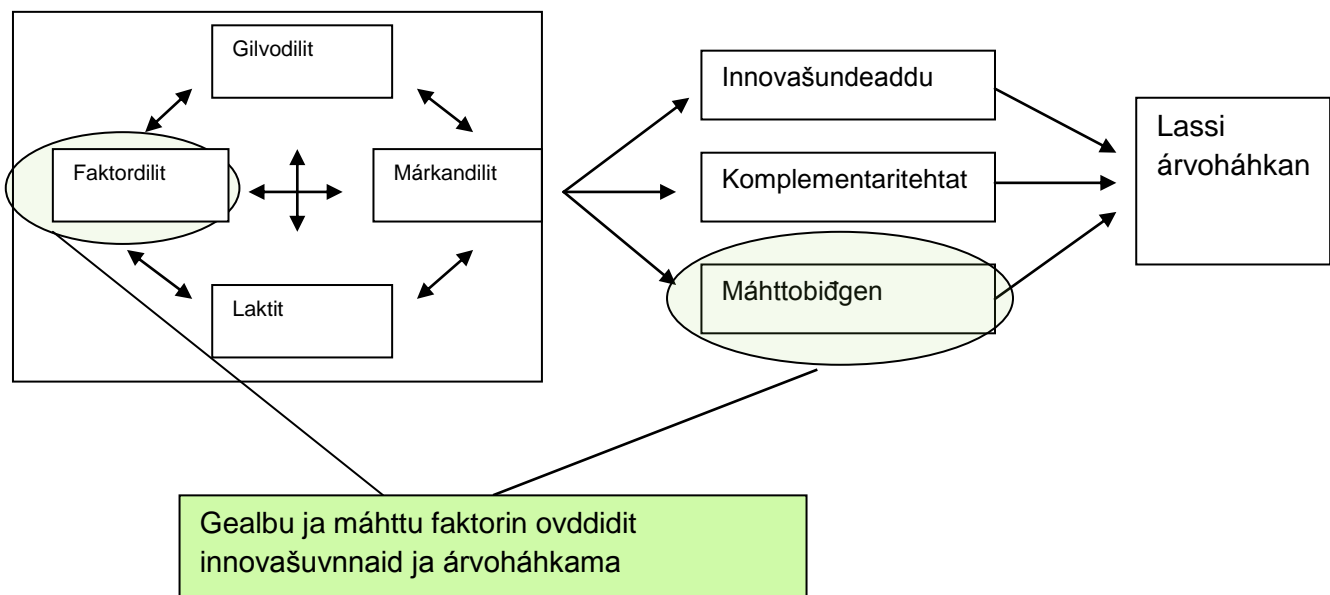 Gilvodilit
Faktordilit
Márkandilit
Laktit
Innovašundeaddu
Komplementaritehtat
Máhttobiđgen
Lassi
árvoháhkan
Gealbu ja máhttu faktorin ovddidit
innovašuvnnaid ja árvoháhkama